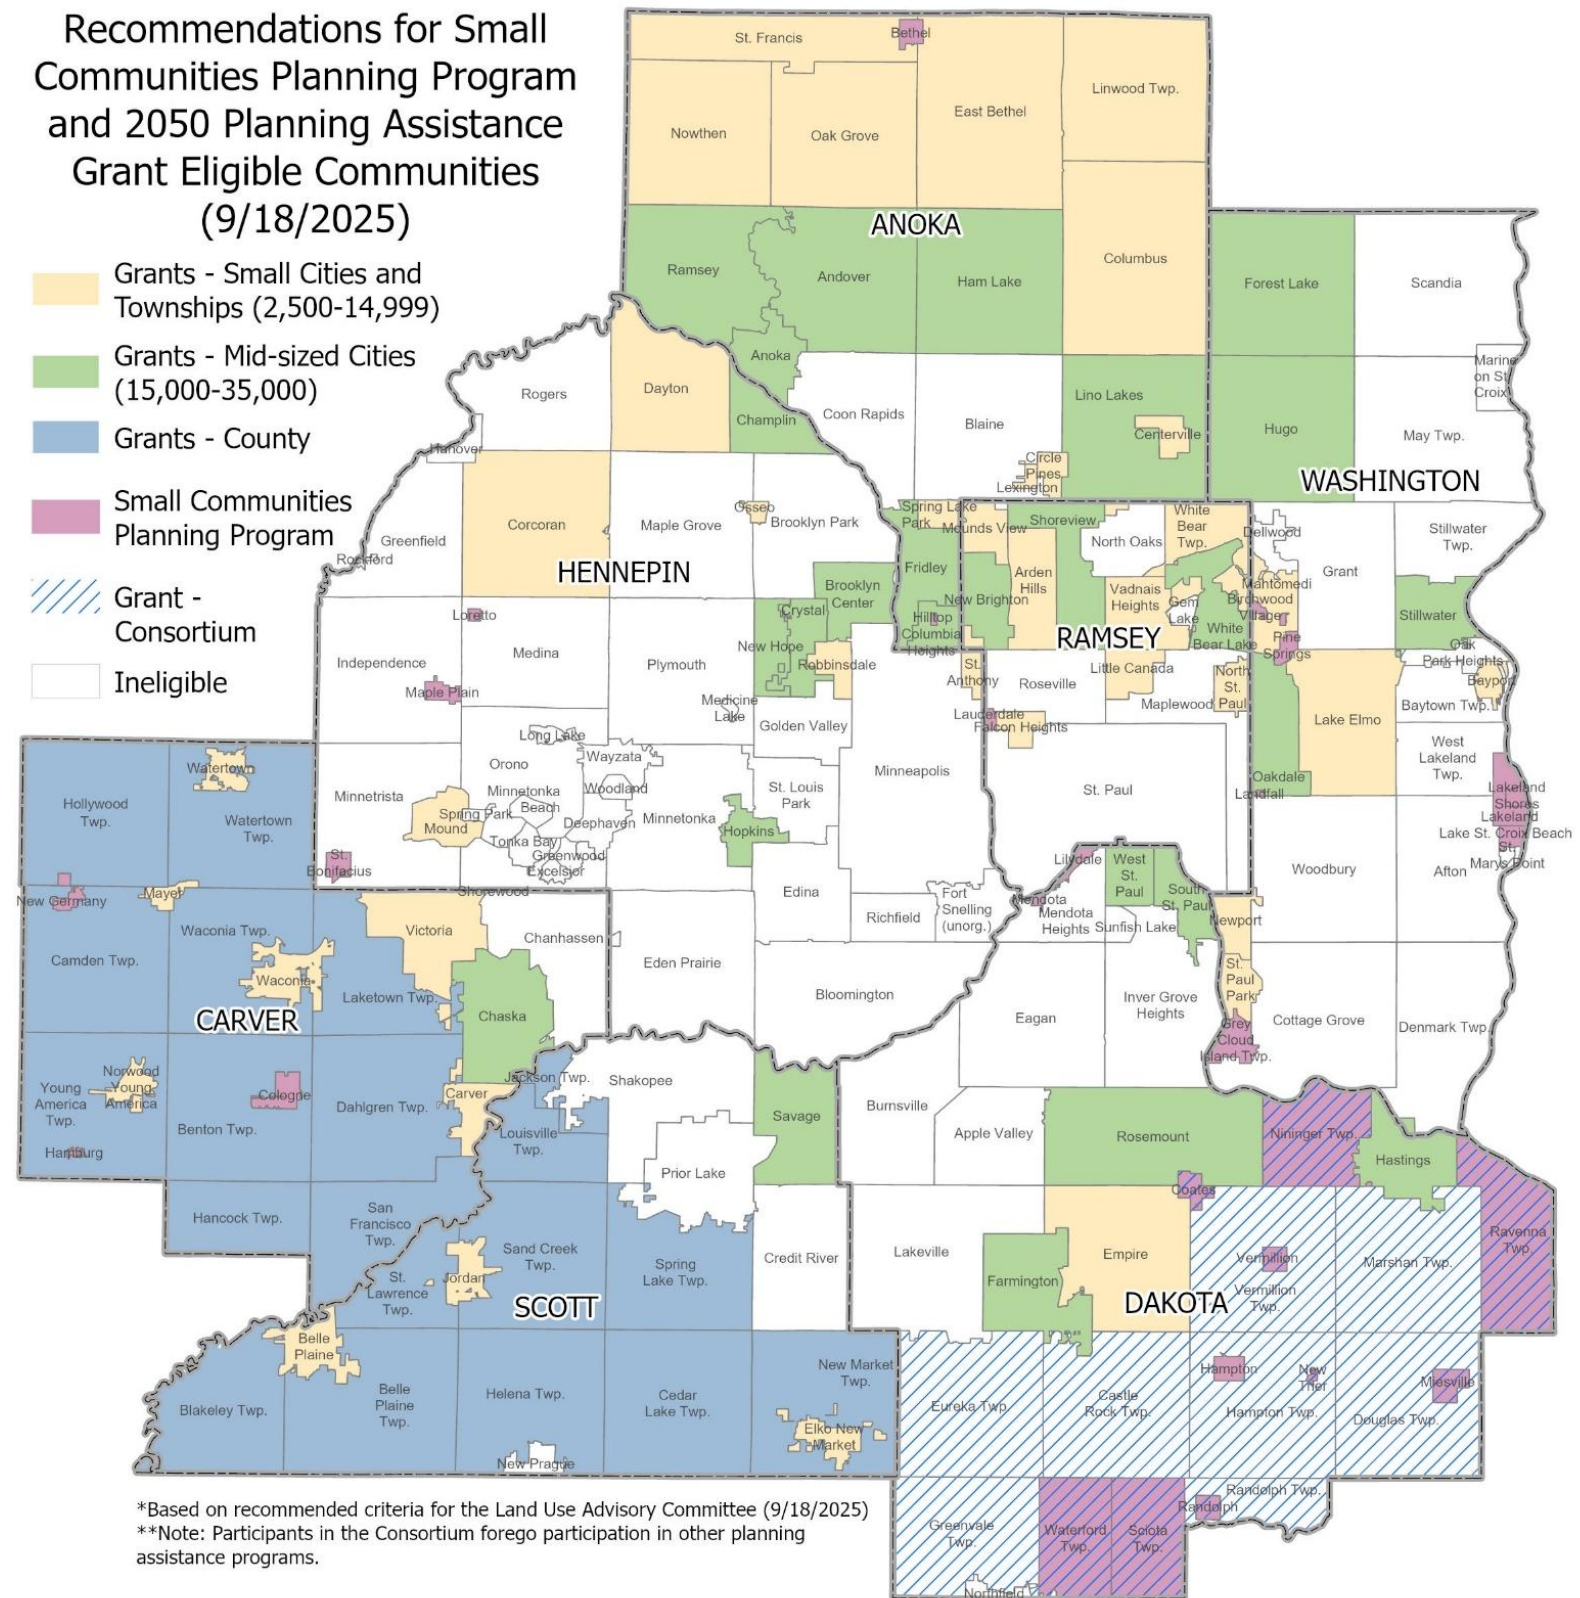 Recommendations for Small
Communities Planning Program
and 2050 Planning Assistance
Grant Eligible Communities
(9/18/2025)
Grants - Small Cities and
Townships (2,500-14,999)
Grants - Mid-sized Cities
(15,000-35,000)
Grants - County
Small Communities
Planning Program
Grant -
Consortium
Ineligible
ANOKA
St. Francis
Bethel
Linwood Twp.
Nowthen
Oak Grove
East Bethel
Ramsey
Andover
Ham Lake
Columbus
Anoka
Coon Rapids
Blaine
Lino Lakes
Centerville
Circle
Pines
Lexington
Spring Lake
Park
Fridley
Hilltop
Columbia
Heights
WASHINGTON
Forest Lake
Scandia
Marine
on St.
Croix
Hugo
May Twp.
Dellwood
Stillwater
Twp.
Grant
Mahtomedi
Birchwood
Village
Pine
Springs
Stillwater
Oak
Park Heights
Bayport
Baytown Twp.
Lake Elmo
West
Lakeland
Twp.
Oakdale
Landfall
Lakeland
Shores
Lakeland
Lake St. Croix Beach
St.
Marys Point
Woodbury
Afton
Newport
St.
Paul
Park
Grey
Cloud
Island Twp.
Cottage Grove
Denmark Twp.
HENNEPIN
Rogers
Dayton
Champlin
Hanover
Corcoran
Maple Grove
Osseo
Brooklyn Park
Greenfield
Rockford
Loretto
Brooklyn
Center
Crystal
New Hope
Robbinsdale
Independence
Medina
Plymouth
Maple Plain
Medicine
Lake
Golden Valley
Long Lake
Orono
Wayzata
Woodland
Minnetrista
Minnetonka
Beach
Spring Park
Mound
Deephaven
Minnetonka
Tonka Bay
Greenwood
Excelsior
St.
Bonifacius
Shorewood
St. Louis
Park
Minneapolis
Hopkins
Edina
Richfield
Fort
Snelling
(unorg.)
Chanhassen
Eden Prairie
Bloomington
RAMSEY
Mounds View
Shoreview
North Oaks
White
Bear
Twp.
Arden
Hills
New Brighton
Vadnais
Heights
Gem
Lake
White
Bear Lake
St.
Anthony
Roseville
Little Canada
North
St.
Paul
Maplewood
Lauderdale
Falcon Heights
St. Paul
CARVER
Hollywood
Twp.
Watertown
Watertown
Twp.
New Germany
Mayer
Waconia Twp.
Victoria
Camden Twp.
Waconia
Laketown Twp.
Chaska
Norwood
Young
America
Young
America
Twp.
Cologne
Benton Twp.
Dahlgren Twp.
Carver
Hamburg
Hancock Twp.
San
Francisco
Twp.
SCOTT
Jackson Twp.
Shakopee
Louisville
Twp.
Savage
Prior Lake
Sand Creek
Twp.
St.
Lawrence
Twp.
Jordan
Spring
Lake Twp.
Credit River
Belle
Plaine
Blakeley Twp.
Belle
Plaine
Twp.
Helena Twp.
Cedar
Lake Twp.
New Market
Twp.
Elko New
Market
New Prague
DAKOTA
Lilydale
West
St.
Paul
South
St. Paul
Mendota
Mendota
Heights
Sunfish Lake
Eagan
Inver Grove
Heights
Burnsville
Apple Valley
Rosemount
Nininger Twp.
Hastings
Coates
Lakeville
Empire
Farmington
Vermillion
Vermillion
Twp.
Marshan Twp.
Ravenna
Twp.
Eureka Twp.
Castle
Rock Twp.
Hampton
New
Trier
Hampton Twp.
Miesville
Douglas Twp.
Greenvale
Twp.
Waterford
Twp.
Sciota
Twp.
Randolph
Randolph Twp.
Northfield
*Based on recommended criteria for the Land Use Advisory Committee (9/18/2025)
**Note: Participants in the Consortium forego participation in other planning
assistance programs.